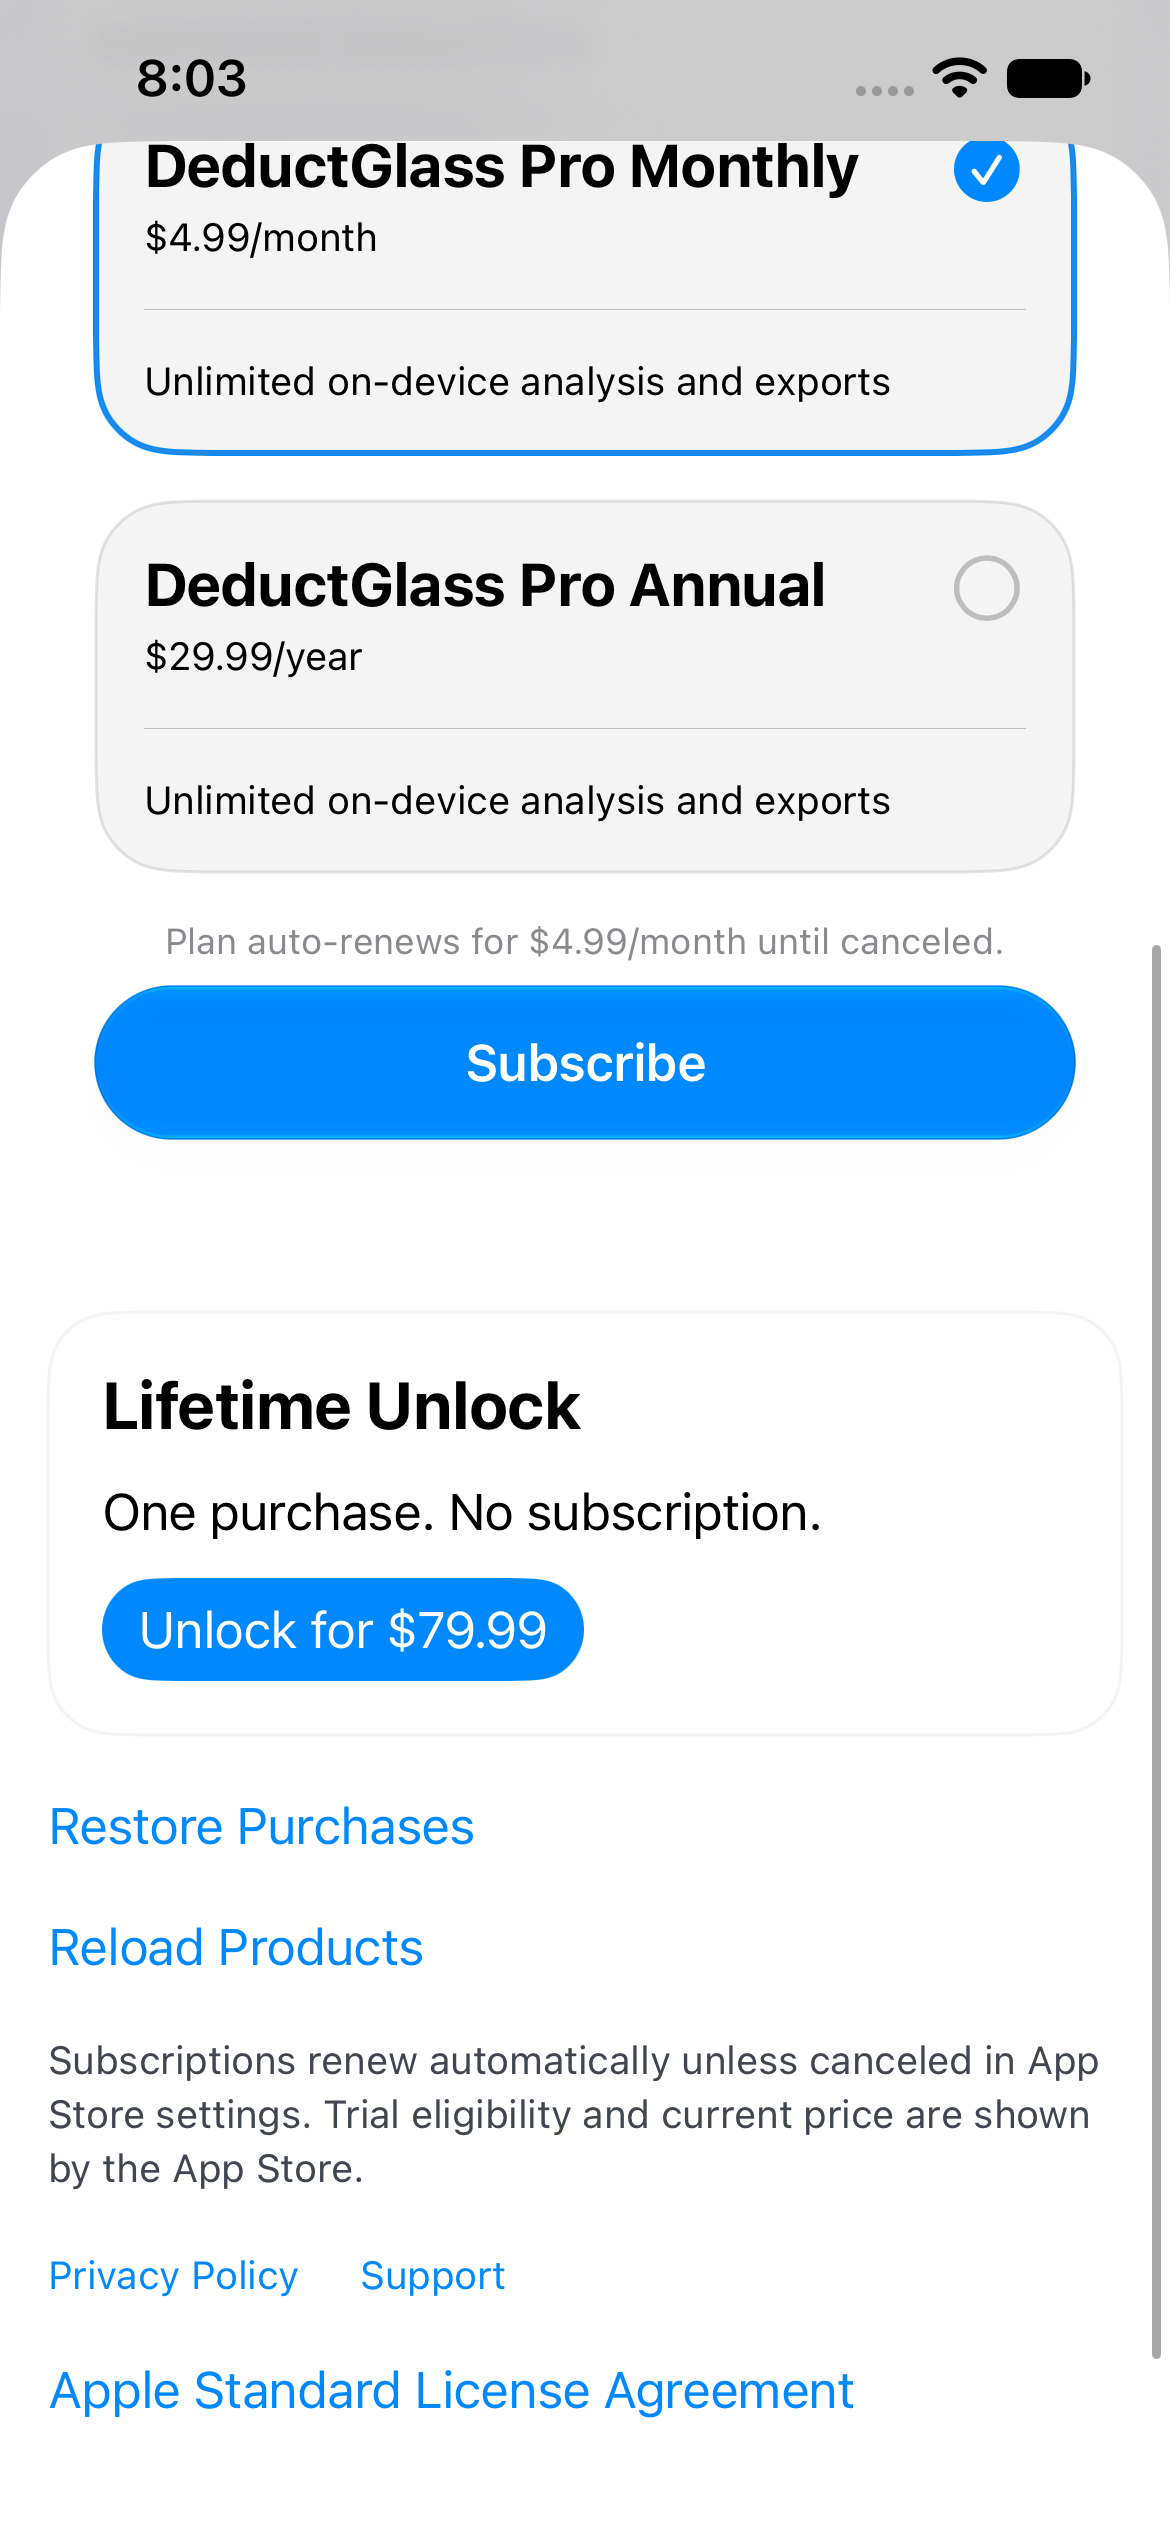 8:03
DeductGlass Pro Monthly
$4.99/month
Unlimited on-device analysis and exports
DeductGlass Pro Annual
$29.99/year
Unlimited on-device analysis and exports
Plan auto-renews for $4.99/month until canceled.
Subscribe
Lifetime Unlock
One purchase. No subscription.
Unlock for $79.99
Restore Purchases
Reload Products
Subscriptions renew automatically unless canceled in App
Store settings. Trial eligibility and current price are shown
by the App Store.
Privacy Policy Support
Apple Standard License Agreement